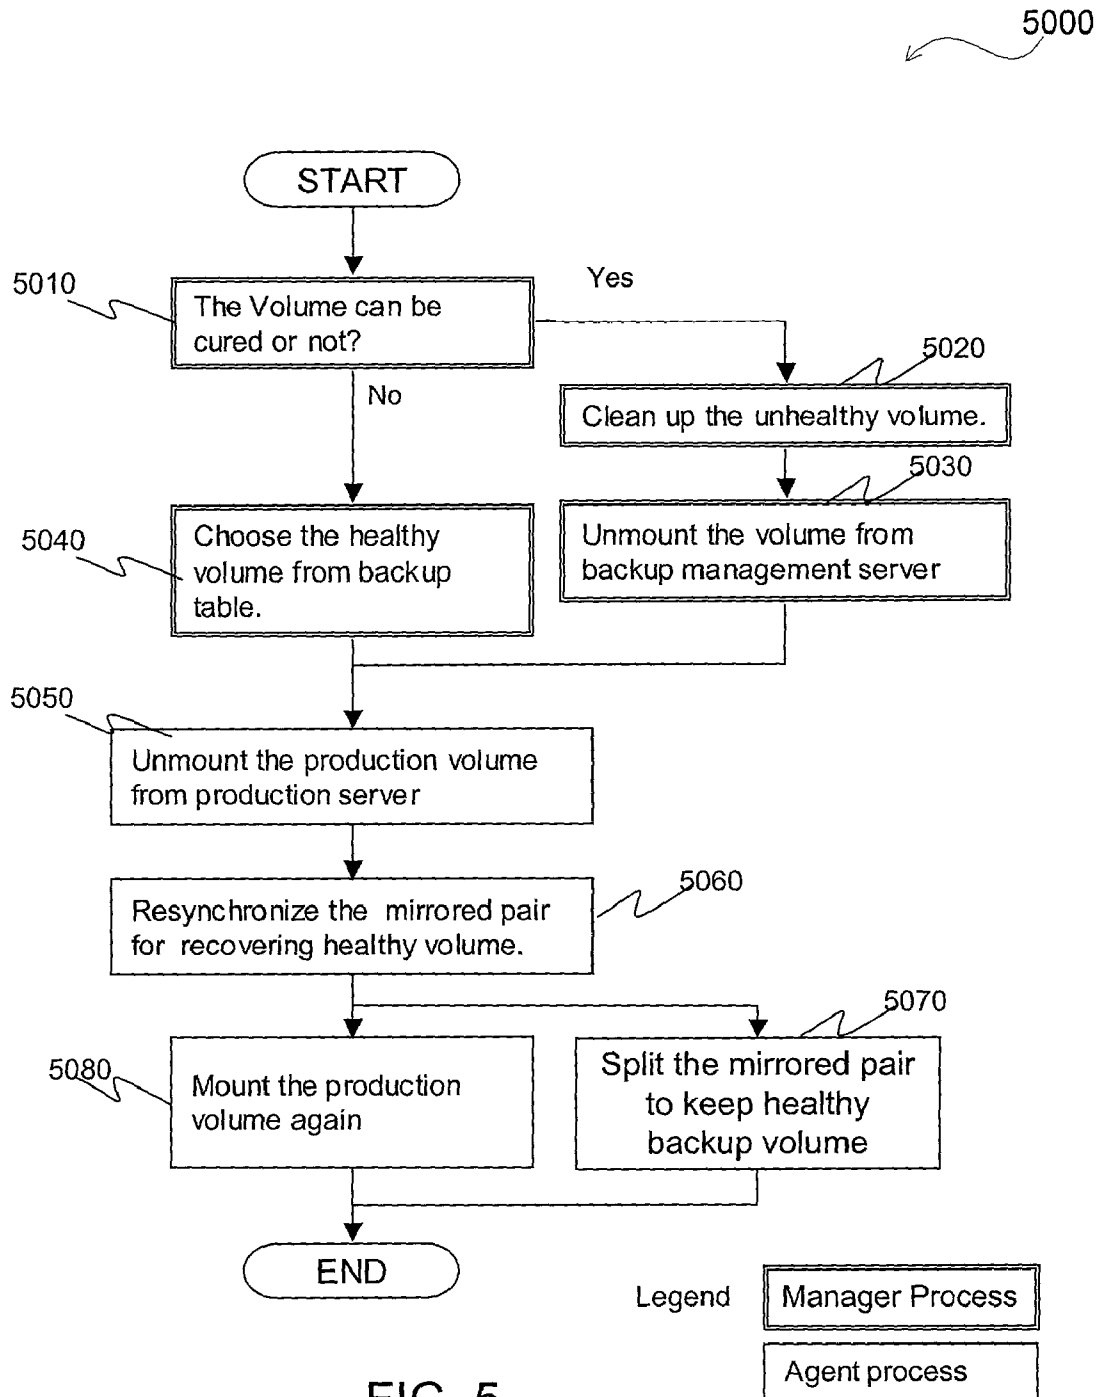 5000
START
5010
The Volume can be
cured or not?
Yes
No
5020
Clean up the unhealthy volume.
5030
Unmount the volume from
backup management server
5040
Choose the healthy
volume from backup
table.
5050
Unmount the production volume
from production server
5060
Resynchronize the mirrored pair
for recovering healthy volume.
5070
Split the mirrored pair
to keep healthy
backup volume
5080
Mount the production
volume again
END
Legend
Manager Process
Agent process
FIG. 5